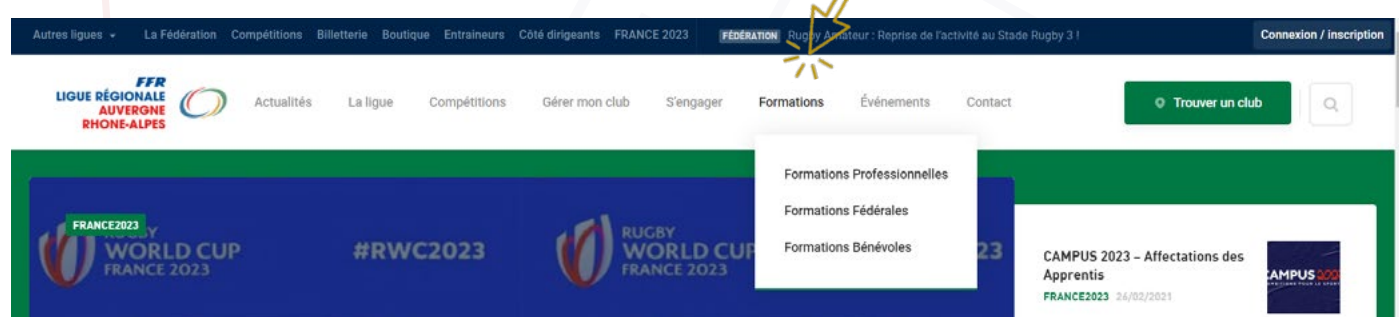 Autres ligues La Fédération Compétitions Billetterie Boutique Entraineurs Côté dirigeants FRANCE 2023 FÉDÉRATION Rugby Amateur : Reprise de l'activité au Stade Rugby 3 ! Connexion / inscription
FFR
LIGUE RÉGIONALE
AUVERGNE
RHONE-ALPES
Actualités La ligue Compétitions Gérer mon club S'engager Formations Événements Contact Trouver un club
Formations Professionnelles
Formations Fédérales
Formations Bénévoles
FRANCE2023
WORLD CUP
FRANCE 2023
#RWC2023
RUGBY
WORLD CUP
FRANCE 2023
23
CAMPUS 2023 – Affectations des
Apprentis
FRANCE2023 26/02/2021
CAMPUS 2023